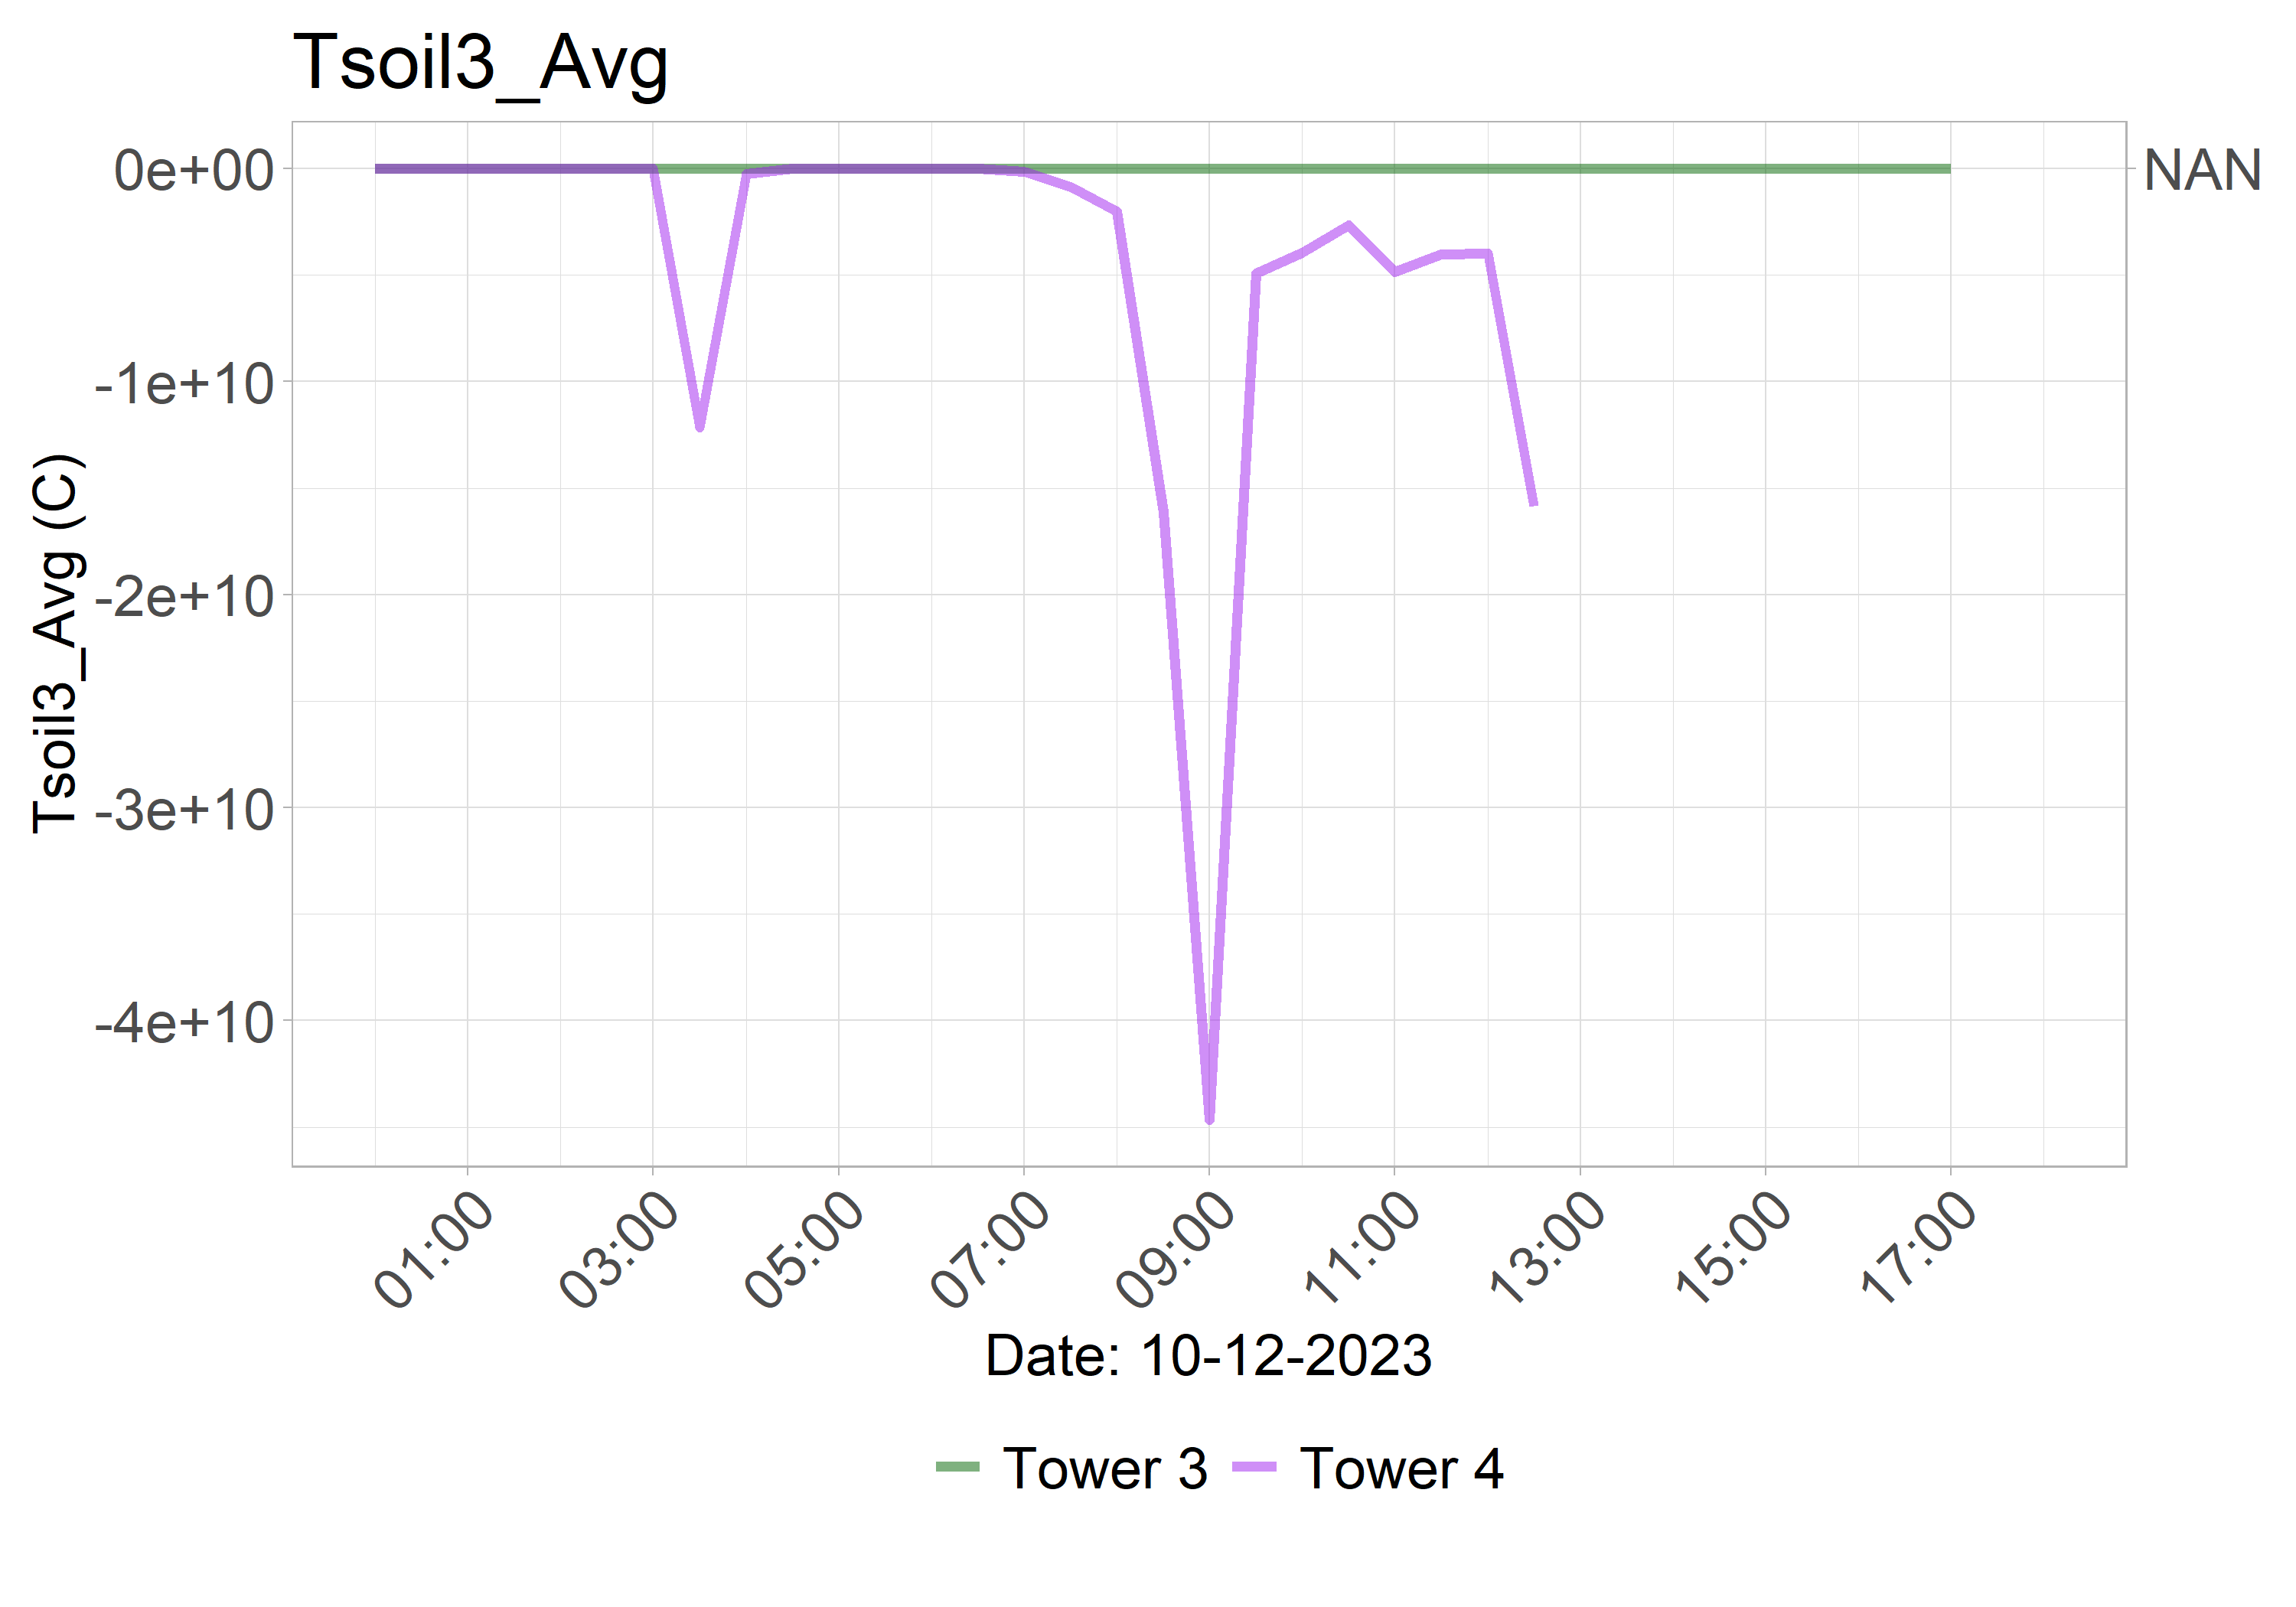 Tsoil3_Avg
0e+00
NAN
-1e+10
-2e+10
-3e+10
-4e+10
Tsoil3_Avg (C)
01:00
03:00
05:00
07:00
09:00
11:00
13:00
15:00
17:00
Date: 10-12-2023
Tower 3
Tower 4